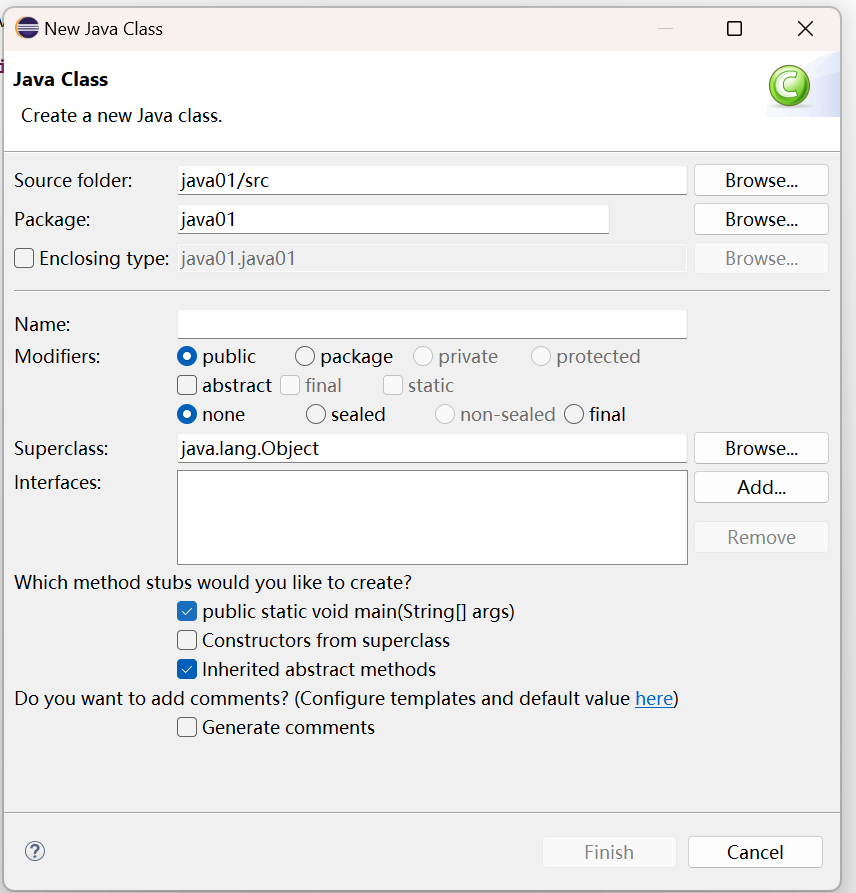 New Java Class
Java Class
Create a new Java class.
Source folder: java01/src Browse...
Package: java01 Browse...
Enclosing type: java01.java01 Browse...
Name:
Modifiers: public package private protected
abstract final static
none sealed non-sealed final
Superclass: java.lang.Object Browse...
Interfaces: Add...
Remove
Which method stubs would you like to create?
public static void main(String[] args)
Constructors from superclass
Inherited abstract methods
Do you want to add comments? (Configure templates and default value here)
Generate comments
? Finish Cancel